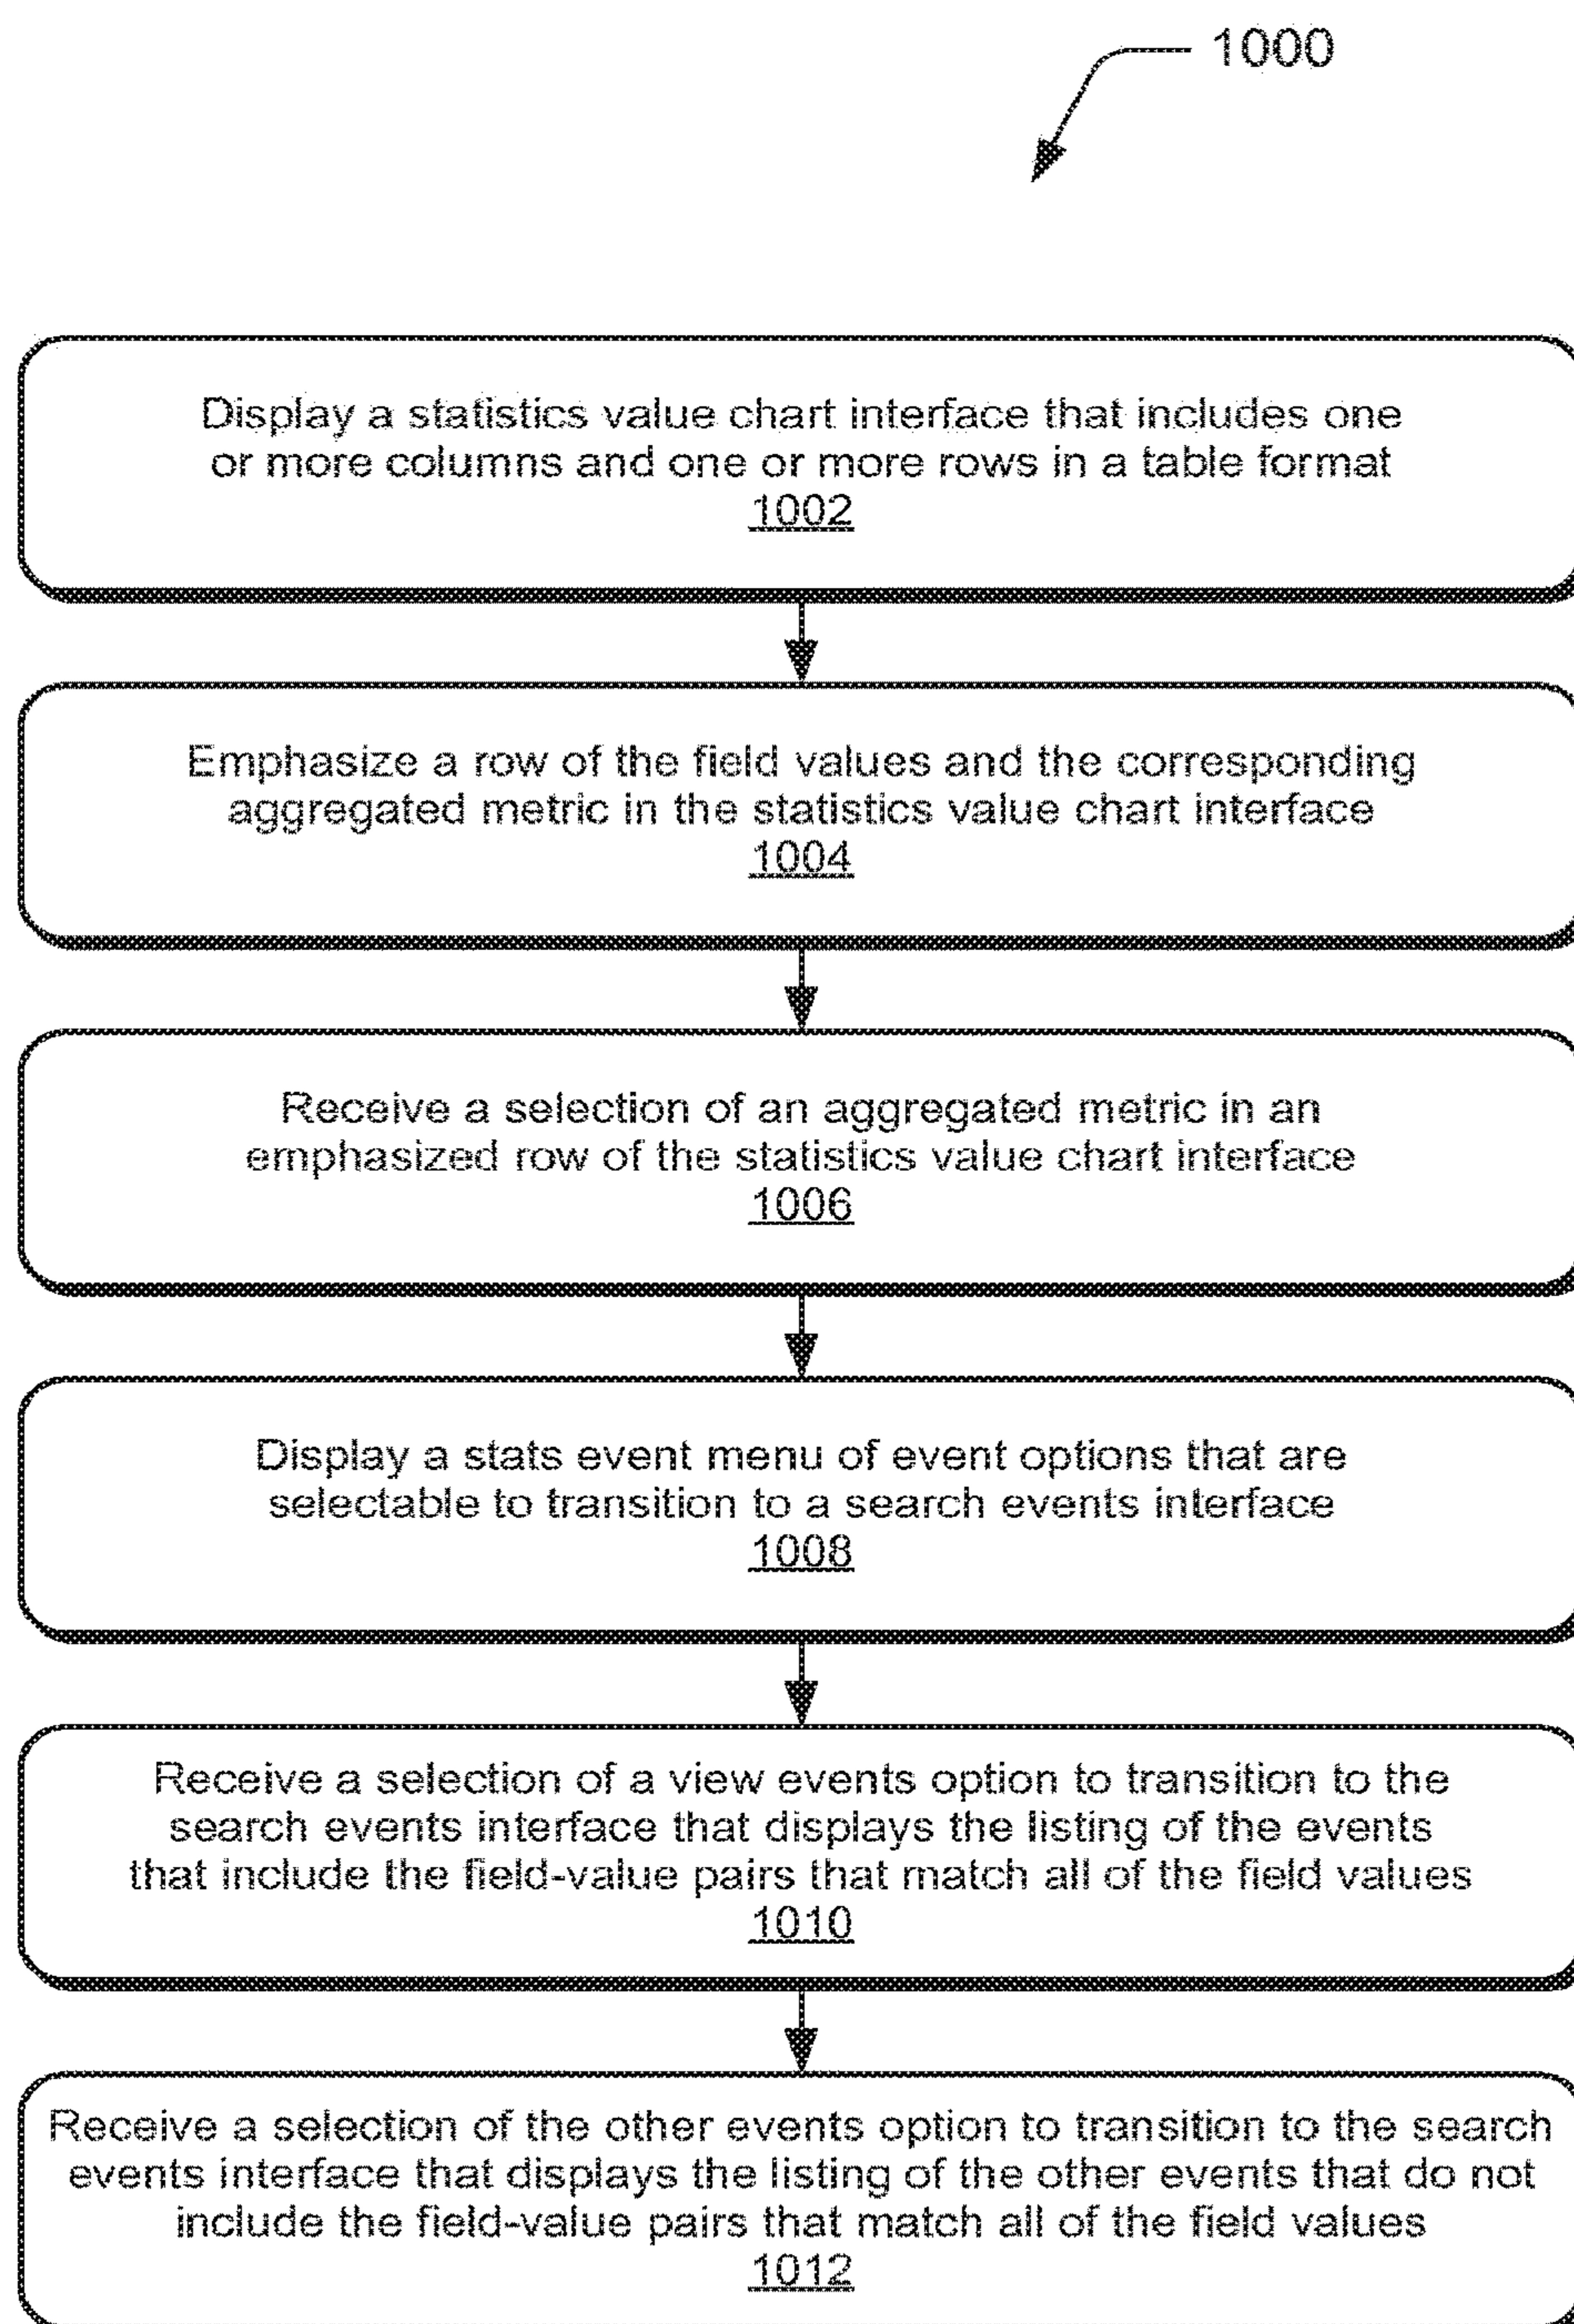 1000
Display a statistics value chart interface that includes one
or more columns and one or more rows in a table format
1002
Emphasize a row of the field values and the corresponding
aggregated metric in the statistics value chart interface
1004
Receive a selection of an aggregated metric in an
emphasized row of the statistics value chart interface
1006
Display a stats event menu of event options that are
selectable to transition to a search events interface
1008
Receive a selection of a view events option to transition to the
search events interface that displays the listing of the events
that include the field-value pairs that match all of the field values
1010
Receive a selection of the other events option to transition to the search
events interface that displays the listing of the other events that do not
include the field-value pairs that match all of the field values
1012